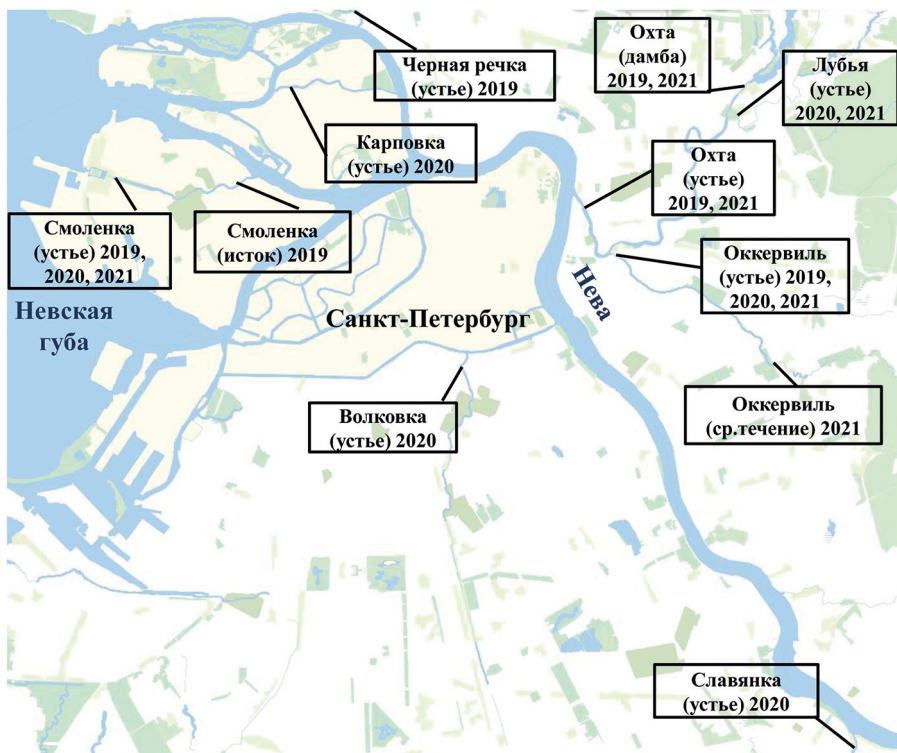 Черная речка
(устье) 2019
Охта
(дамба)
2019, 2021
Лубья
(устье)
2020, 2021
Карповка
(устье) 2020
Охта
(устье)
2019, 2021
Смоленка
(устье) 2019,
2020, 2021
Смоленка
(исток) 2019
Оккервиль
(устье) 2019,
2020, 2021
Нева
Невская
губа
Санкт-Петербург
Волковка
(устье) 2020
Оккервиль
(ср.течение) 2021
Славянка
(устье) 2020